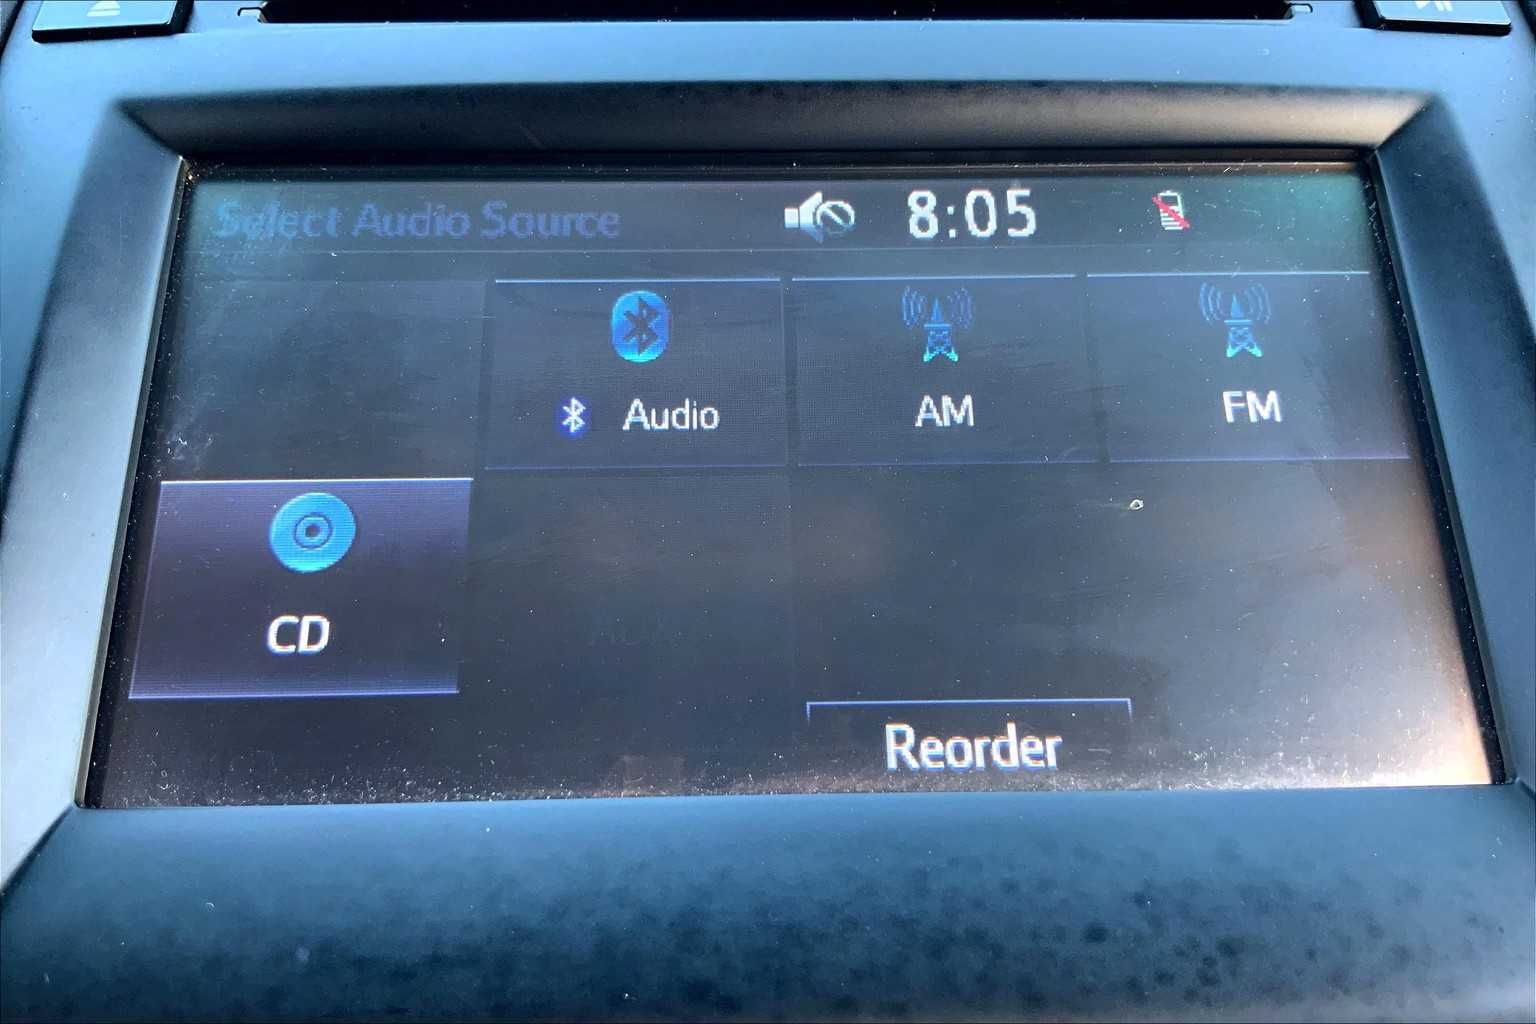 Select Audio Source 8:05
Audio AM FM
CD
Reorder